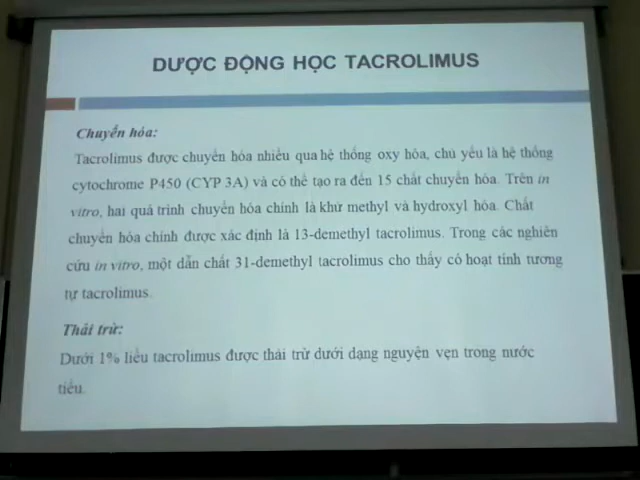 DƯỢC ĐỘNG HỌC TACROLIMUS
Chuyển hóa:
Tacrolimus được chuyển hóa nhiều qua hệ thống oxy hóa, chủ yếu là hệ thống
cytochrome P450 (CYP 3A) và có thể tạo ra đến 15 chất chuyển hóa. Trên in
vitro, hai quá trình chuyển hóa chính là khử methyl và hydroxyl hóa. Chất
chuyển hóa chính được xác định là 13-demethyl tacrolimus. Trong các nghiên
cứu in vitro, một dẫn chất 31-demethyl tacrolimus cho thấy có hoạt tính tương
tự tacrolimus.
Thải trừ:
Dưới 1% liều tacrolimus được thải trừ dưới dạng nguyên vẹn trong nước
tiểu.